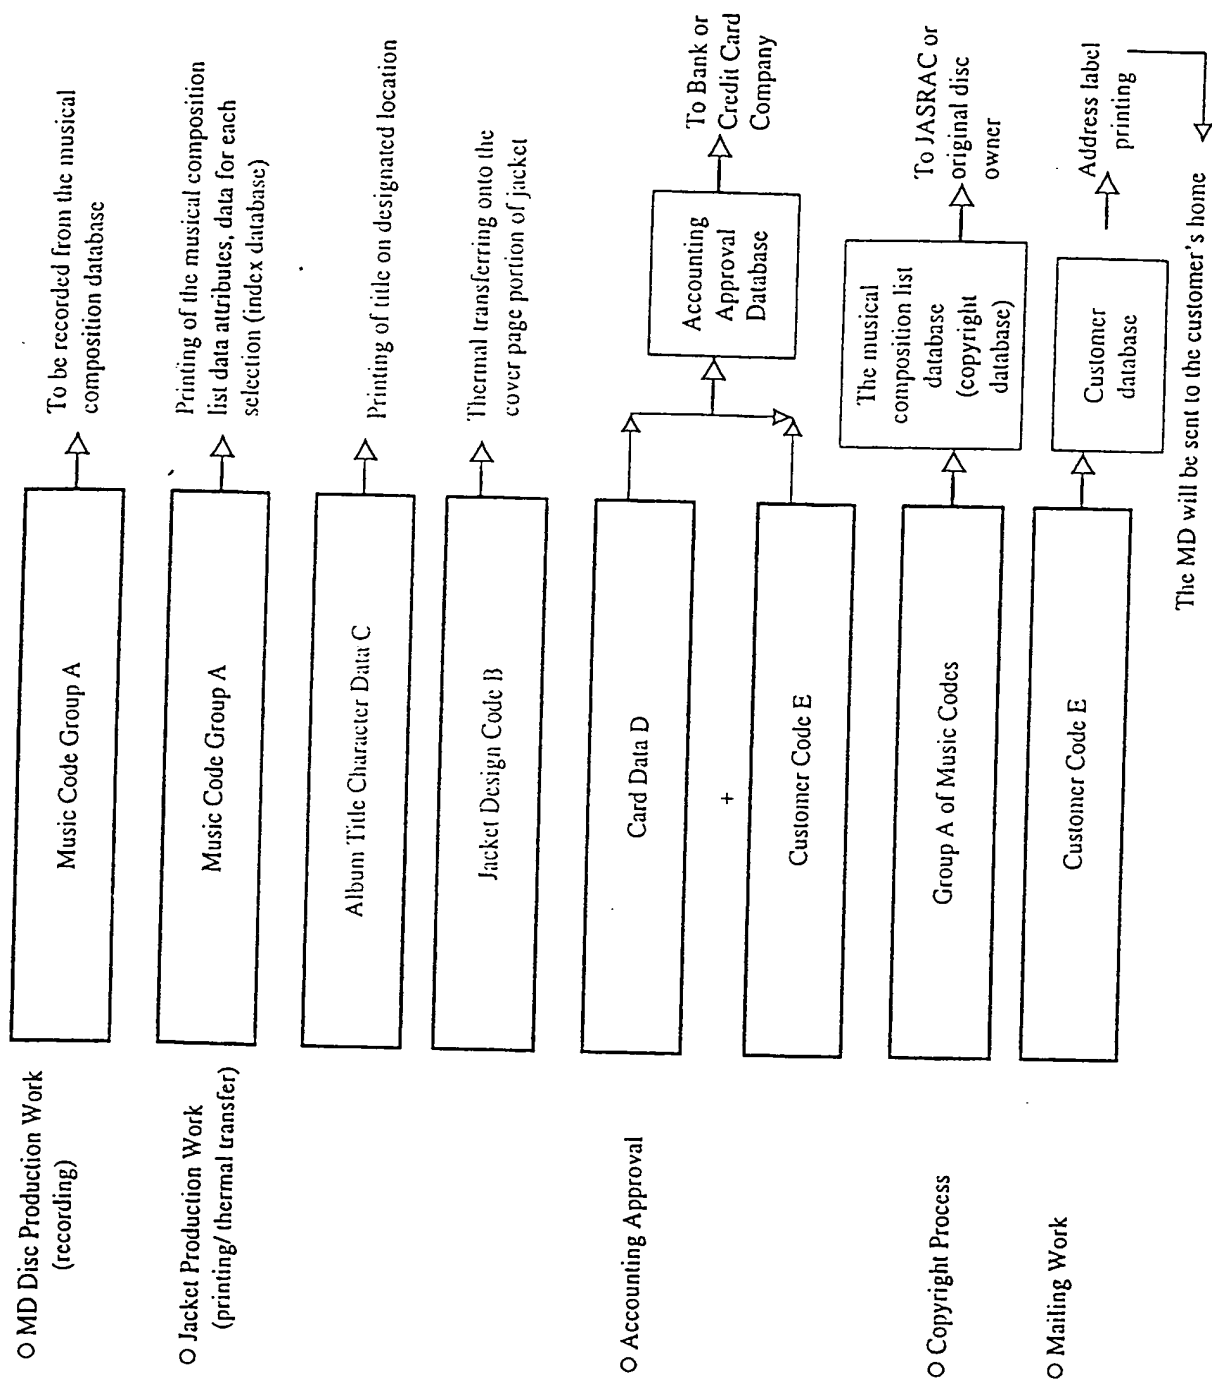 O MD Disc Production Work
(recording)
Music Code Group A
To be recorded from the musical
composition database
O Jacket Production Work
(printing/ thermal transfer)
Music Code Group A
Printing of the musical composition
list data attributes, data for each
selection (index database)
Album Title Character Data C
Printing of title on designated location
Jacket Design Code B
Thermal transferring onto the
cover page portion of jacket
O Accounting Approval
Card Data D
+
Customer Code E
Accounting
Approval
Database
To Bank or
Credit Card
Company
O Copyright Process
Group A of Music Codes
The musical
composition list
database
(copyright
database)
To JASRAC or
original disc
owner
O Mailing Work
Customer Code E
Customer
database
Address label
printing
The MD will be sent to the customer's home